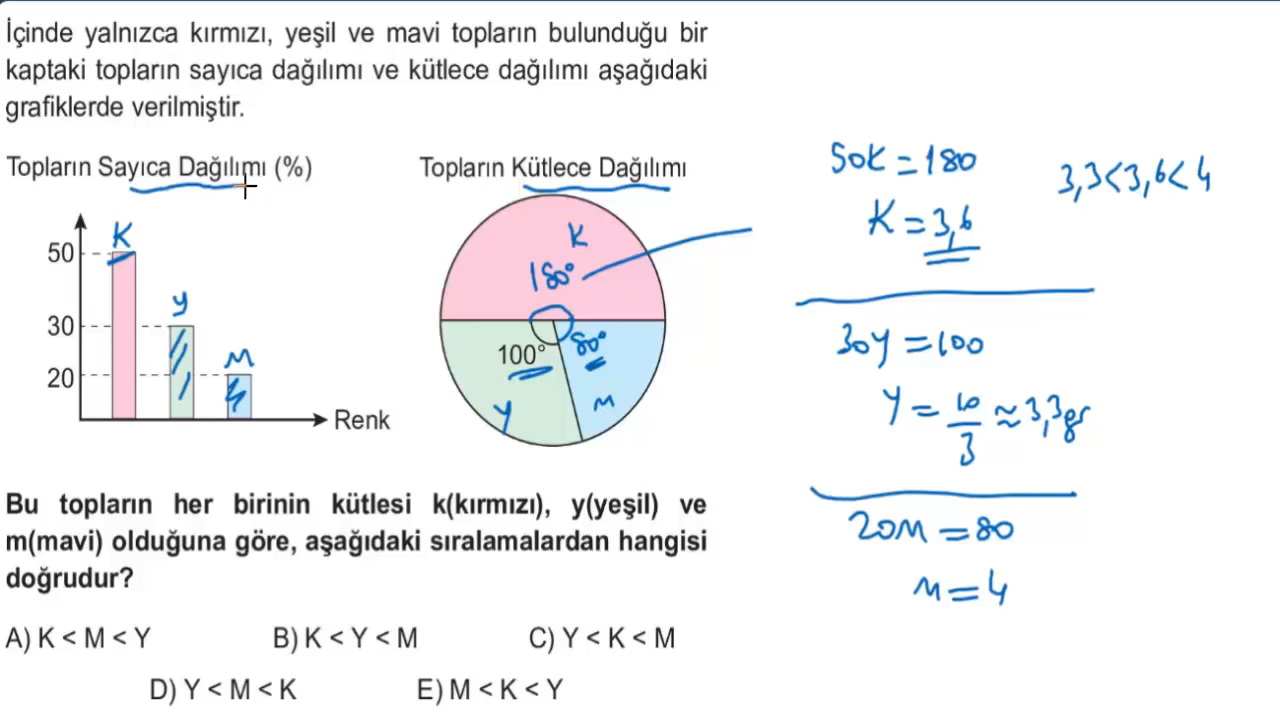 İçinde yalnızca kırmızı, yeşil ve mavi topların bulunduğu bir
kaptaki topların sayıca dağılımı ve kütlece dağılımı aşağıdaki
grafiklerde verilmiştir.
Topların Sayıca Dağılımı (%)
50
30
20
K
y
M
Renk
Topların Kütlece Dağılımı
K
180°
100°
80°
Y
M
50K = 180
K = 3,6
3,3 < 3,6 < 4
30Y = 100
Y = 10/3 ≈ 3,3gr
20M = 80
M = 4
Bu topların her birinin kütlesi k(kırmızı), y(yeşil) ve
m(mavi) olduğuna göre, aşağıdaki sıralamalardan hangisi
doğrudur?
A) K < M < Y B) K < Y < M C) Y < K < M
D) Y < M < K E) M < K < Y